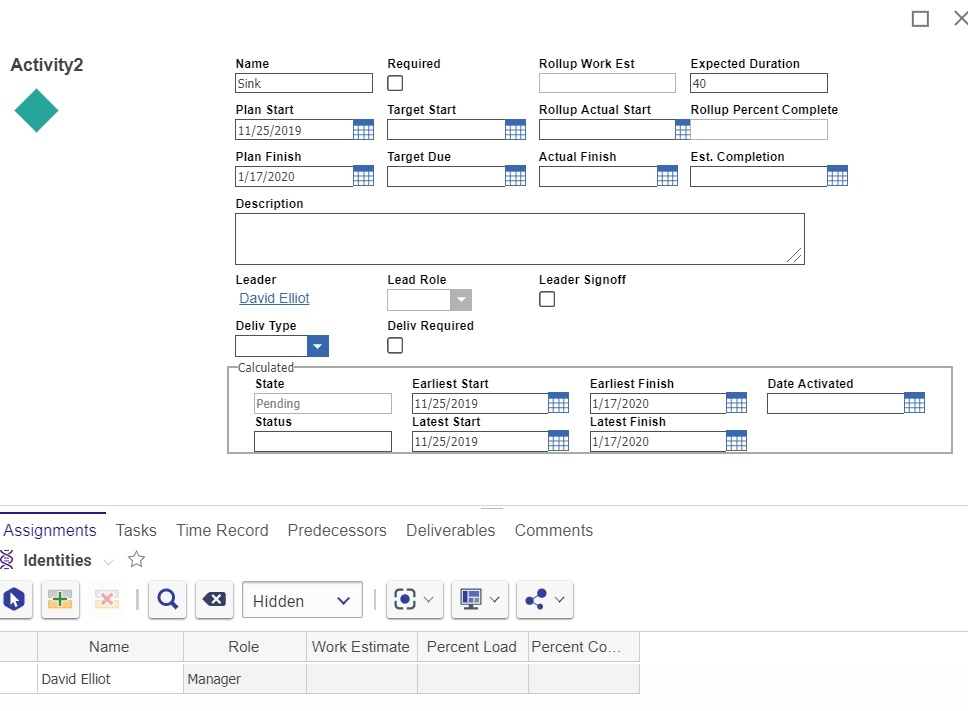 Activity2
Name Required Rollup Work Est Expected Duration
Sink 40
Plan Start Target Start Rollup Actual Start Rollup Percent Complete
11/25/2019
Plan Finish Target Due Actual Finish Est. Completion
1/17/2020
Description
Leader Lead Role Leader Signoff
David Elliot
Deliv Type Deliv Required
Calculated
State Earliest Start Earliest Finish Date Activated
Pending 11/25/2019 1/17/2020
Status Latest Start Latest Finish
11/25/2019 1/17/2020
Assignments Tasks Time Record Predecessors Deliverables Comments
Identities
Hidden
Name Role Work Estimate Percent Load Percent Co...
David Elliot Manager